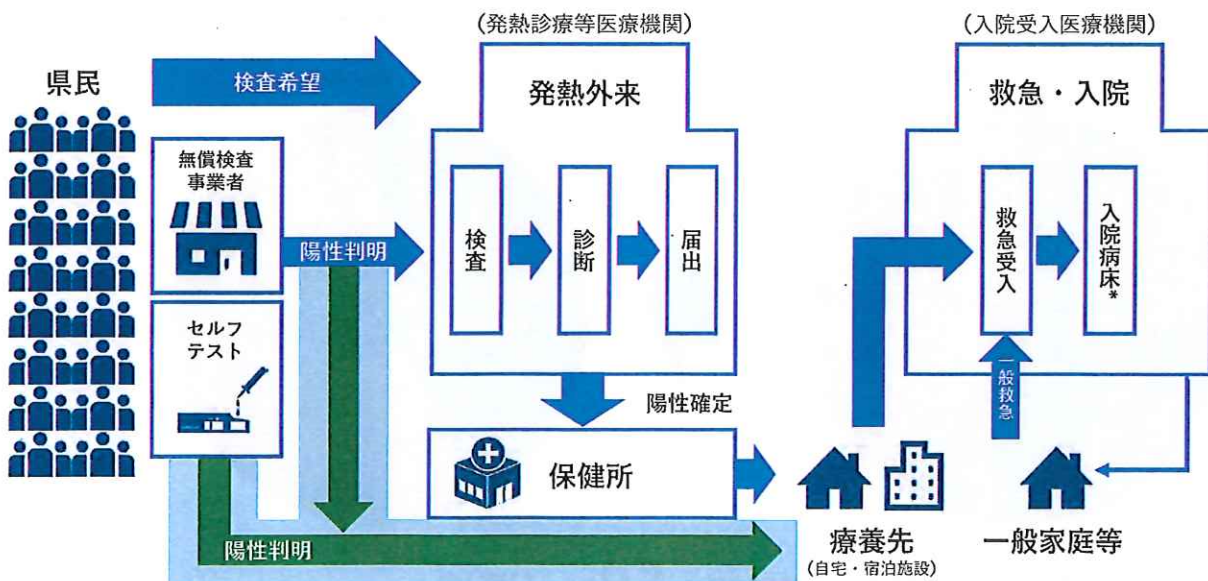 (発熱診療等医療機関)
(入院受入医療機関)
県民
検査希望
発熱外来
救急・入院
無償検査
事業者
陽性判明
検査
診断
届出
救急受入
入院病床*
セルフ
テスト
一般救急
陽性確定
保健所
陽性判明
療養先
(自宅・宿泊施設)
一般家庭等